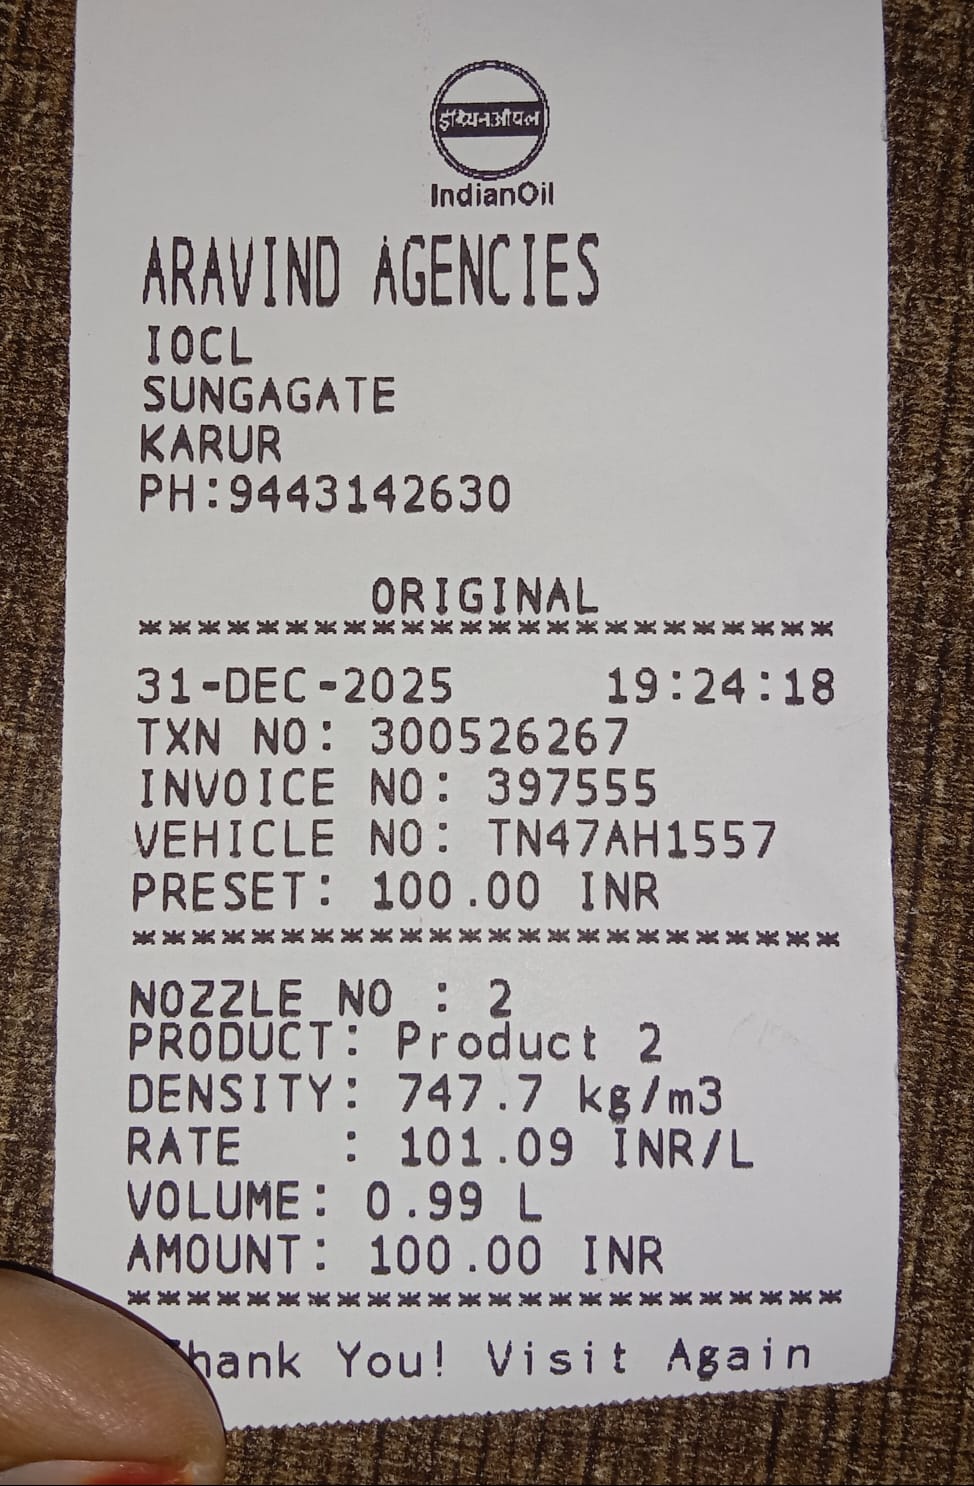 इंडियनऑयल
IndianOil
ARAVIND AGENCIES
IOCL
SUNGAGATE
KARUR
PH:9443142630
ORIGINAL
************************
31-DEC-2025 19:24:18
TXN NO: 300526267
INVOICE NO: 397555
VEHICLE NO: TN47AH1557
PRESET: 100.00 INR
************************
NOZZLE NO : 2
PRODUCT: Product 2
DENSITY: 747.7 kg/m3
RATE : 101.09 INR/L
VOLUME: 0.99 L
AMOUNT: 100.00 INR
************************
Thank You! Visit Again